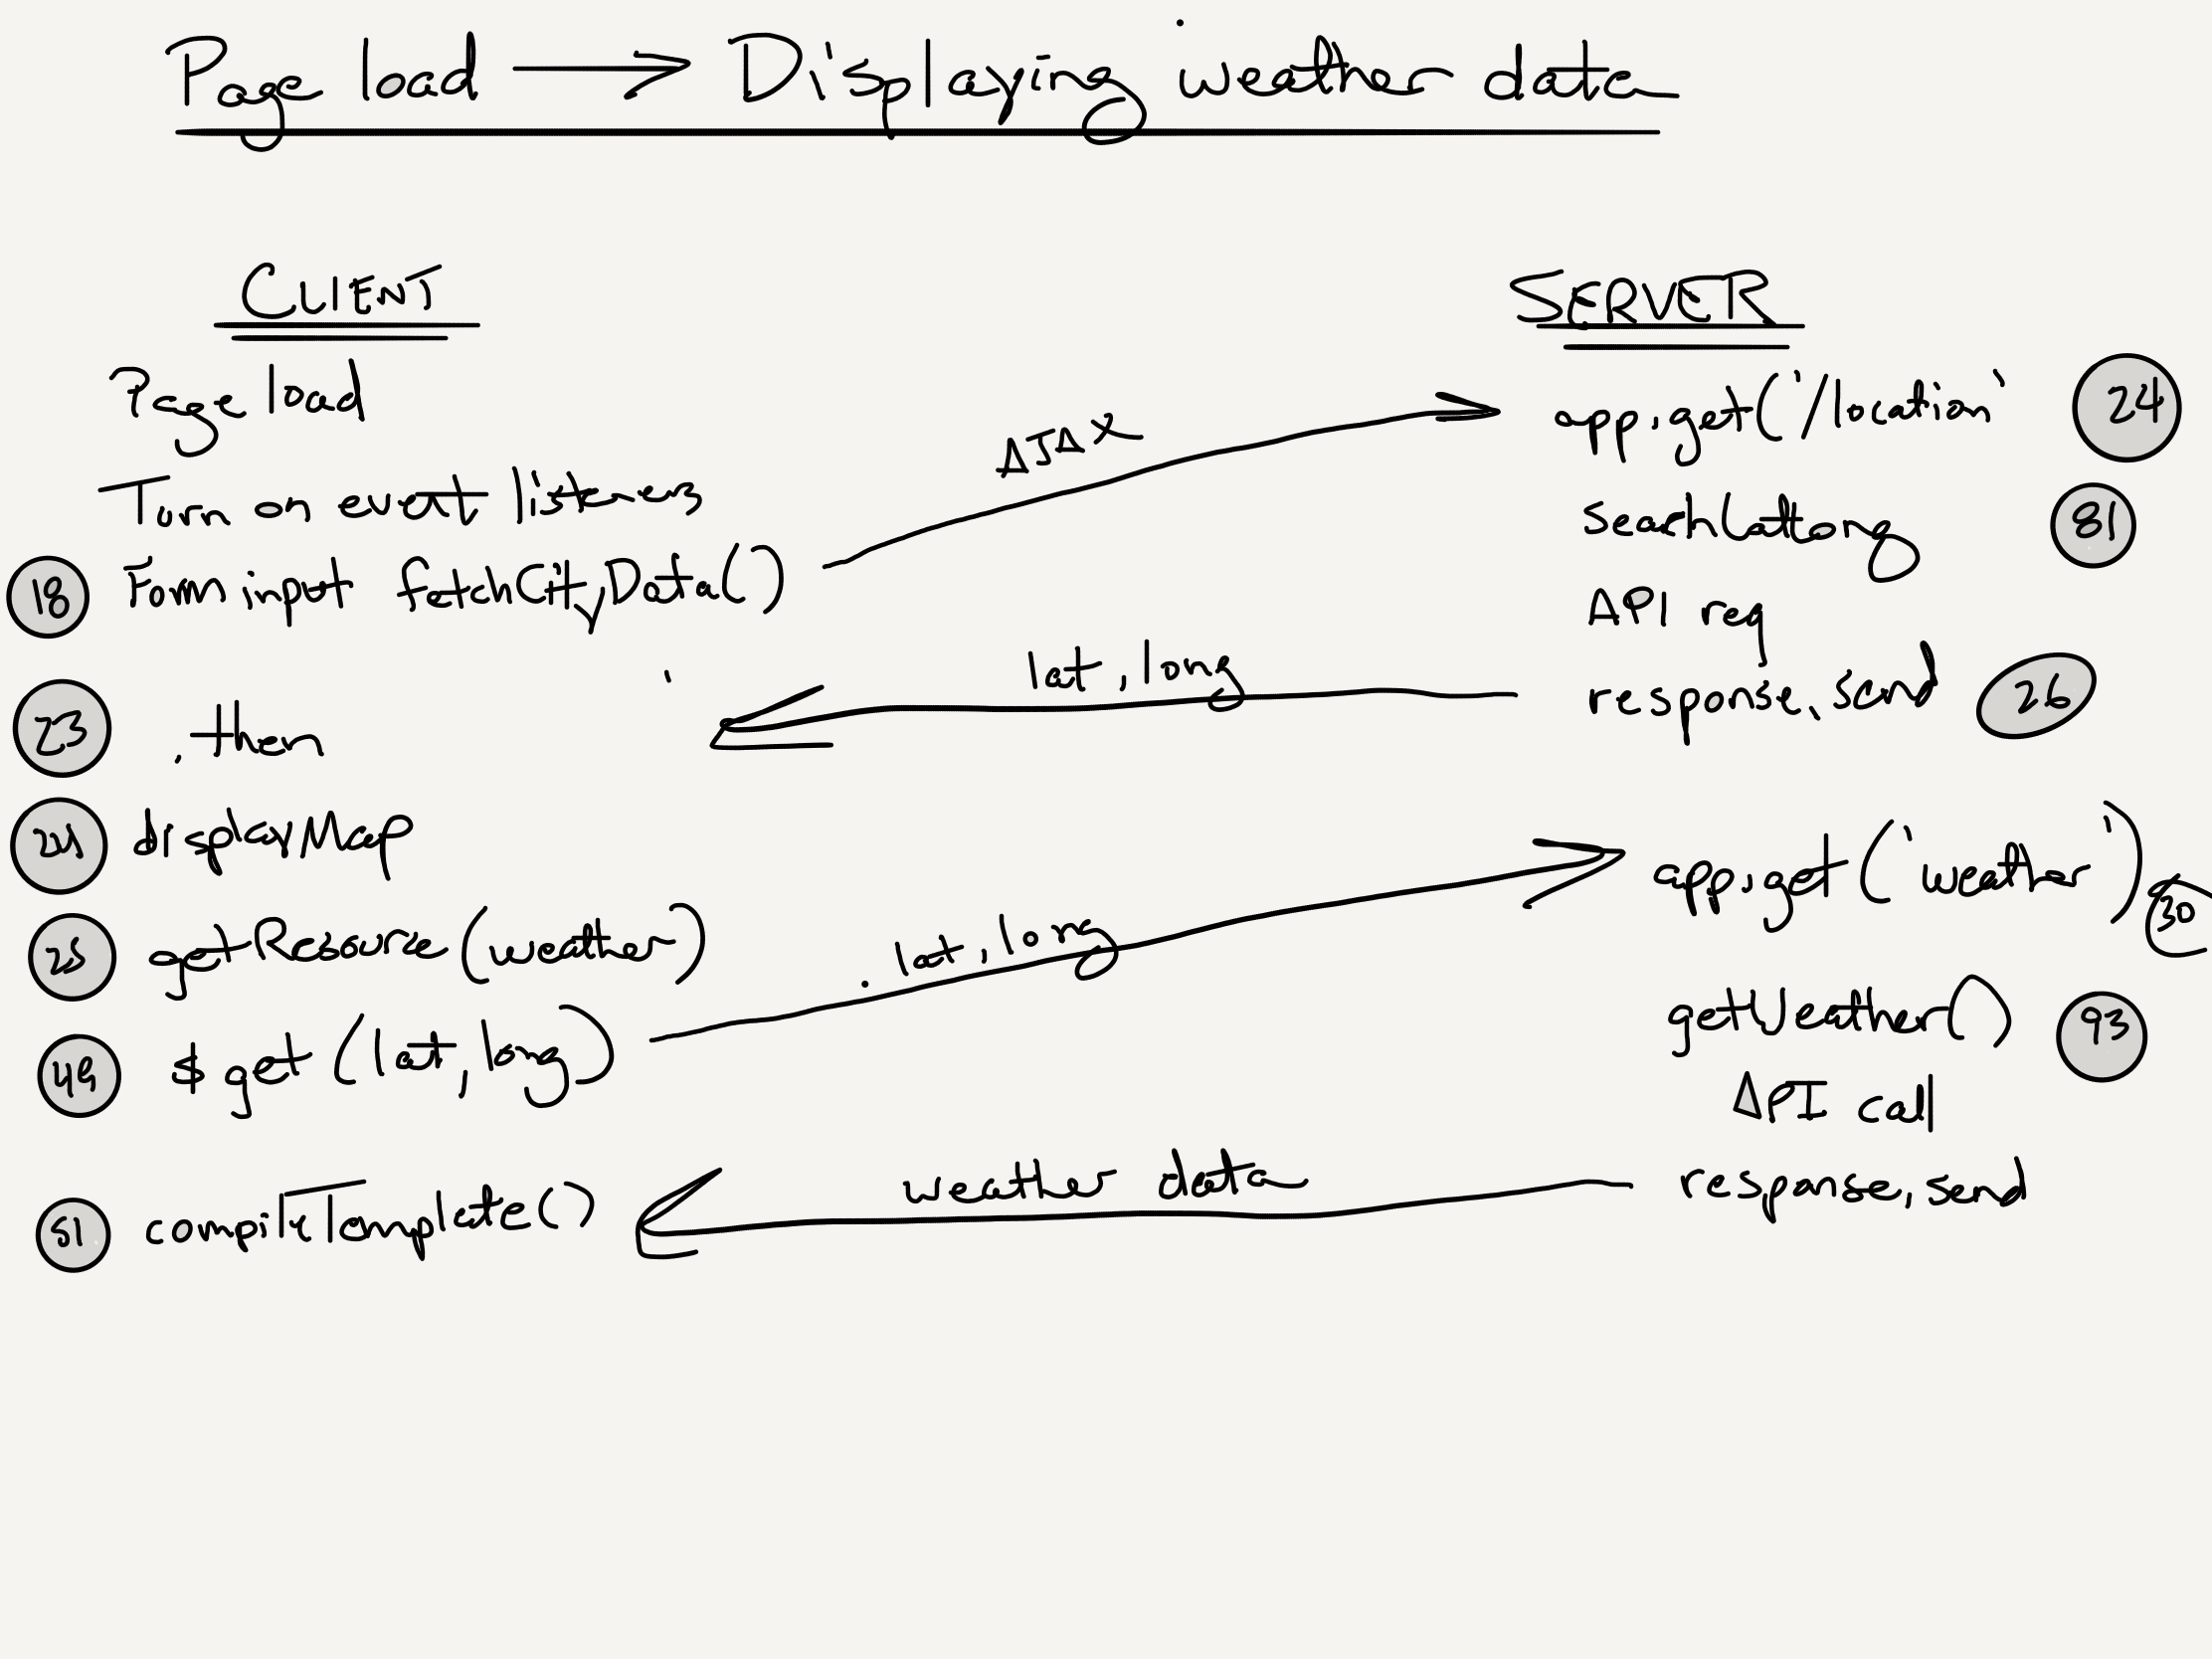 Page load → Displaying weather data
CLIENT
Page load
Turn on event listeners
18 Form input fetchCityData()
23 .then
24 displayMap
25 getResource(weather)
$get(lat, long)
51 compileTemplate()
AJAX
lat, long
. lat, long
weather data
SERVER
app.get('/location' 24
searchLatLong 81
API req
response.send 26
app.get('weather') 30
getWeather() 93
API call
response.send